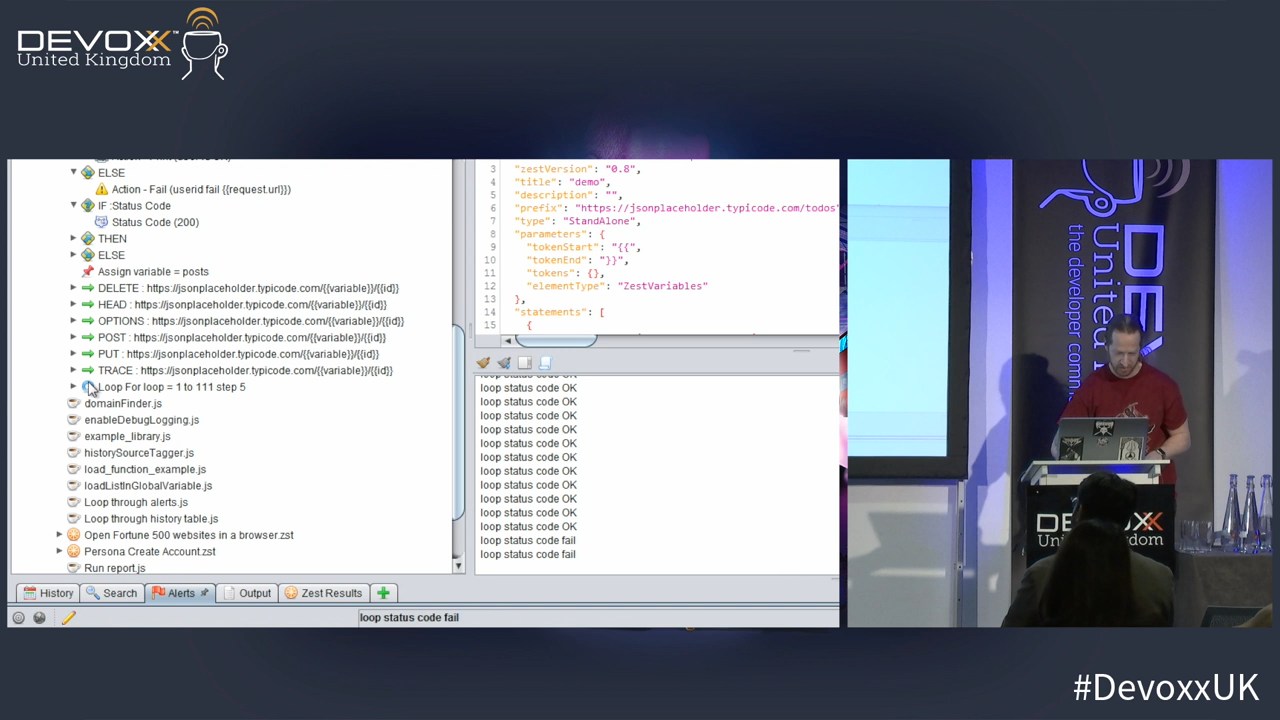 DEVOXX™
United Kingdom
ELSE
Action - Fail (userid fail {{request.url}})
IF :Status Code
Status Code (200)
THEN
ELSE
Assign variable = posts
DELETE : https://jsonplaceholder.typicode.com/{{variable}}/{{id}}
HEAD : https://jsonplaceholder.typicode.com/{{variable}}/{{id}}
OPTIONS : https://jsonplaceholder.typicode.com/{{variable}}/{{id}}
POST : https://jsonplaceholder.typicode.com/{{variable}}/{{id}}
PUT : https://jsonplaceholder.typicode.com/{{variable}}/{{id}}
TRACE : https://jsonplaceholder.typicode.com/{{variable}}/{{id}}
Loop For loop = 1 to 111 step 5
domainFinder.js
enableDebugLogging.js
example_library.js
historySourceTagger.js
load_function_example.js
loadListInGlobalVariable.js
Loop through alerts.js
Loop through history table.js
Open Fortune 500 websites in a browser.zst
Persona Create Account.zst
Run report.js
3 "zestVersion": "0.8",
4 "title": "demo",
5 "description": "",
6 "prefix": "https://jsonplaceholder.typicode.com/todos"
7 "type": "StandAlone",
8 "parameters": {
9 "tokenStart": "{{",
10 "tokenEnd": "}}",
11 "tokens": {},
12 "elementType": "ZestVariables"
13 },
14 "statements": [
15 {
loop status code OK
loop status code OK
loop status code OK
loop status code OK
loop status code OK
loop status code OK
loop status code OK
loop status code OK
loop status code OK
loop status code OK
loop status code OK
loop status code OK
loop status code fail
loop status code fail
History
Search
Alerts
Output
Zest Results
loop status code fail
the developer comm
DEVOXX
United Kingdom
#DevoxxUK